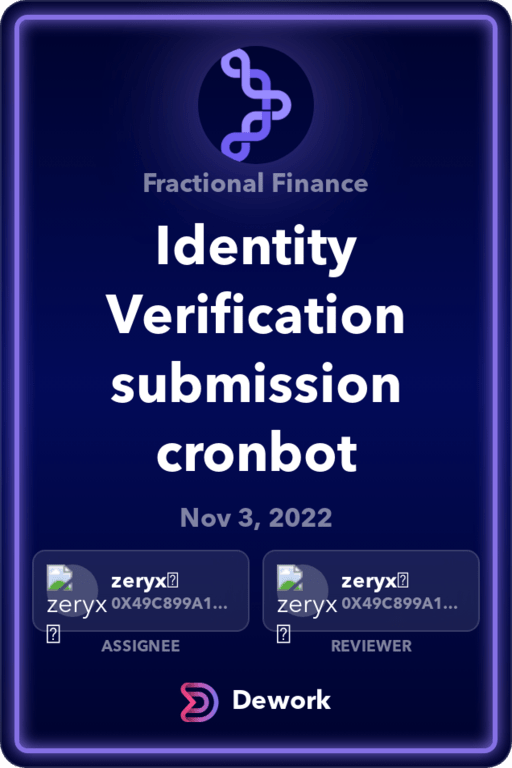 Fractional Finance
Identity
Verification
submission
cronbot
Nov 3, 2022
zeryx
0X49C899A1...
zeryx
ASSIGNEE
zeryx
0X49C899A1...
zeryx
REVIEWER
Dework